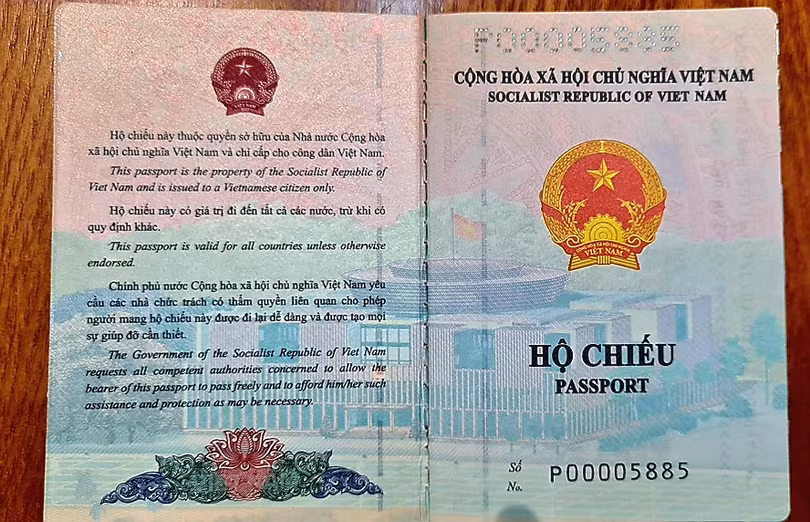 VIỆT NAM
Hộ chiếu này thuộc quyền sở hữu của Nhà nước Cộng hòa
xã hội chủ nghĩa Việt Nam và chỉ cấp cho công dân Việt Nam.
This passport is the property of the Socialist Republic of
Viet Nam and is issued to a Vietnamese citizen only.
Hộ chiếu này có giá trị đi đến tất cả các nước, trừ khi có
quy định khác.
This passport is valid for all countries unless otherwise
endorsed.
Chính phủ nước Cộng hòa xã hội chủ nghĩa Việt Nam yêu
cầu các nhà chức trách có thẩm quyền liên quan cho phép
người mang hộ chiếu này được đi lại dễ dàng và được tạo mọi
sự giúp đỡ cần thiết.
The Government of the Socialist Republic of Viet Nam
requests all competent authorities concerned to allow the
bearer of this passport to pass freely and to afford him/her such
assistance and protection as may be necessary.
P00005885
CỘNG HÒA XÃ HỘI CHỦ NGHĨA VIỆT NAM
SOCIALIST REPUBLIC OF VIET NAM
CỘNG HÒA XÃ HỘI CHỦ NGHĨA
VIỆT NAM
HỘ CHIẾU
PASSPORT
Số
No. P00005885